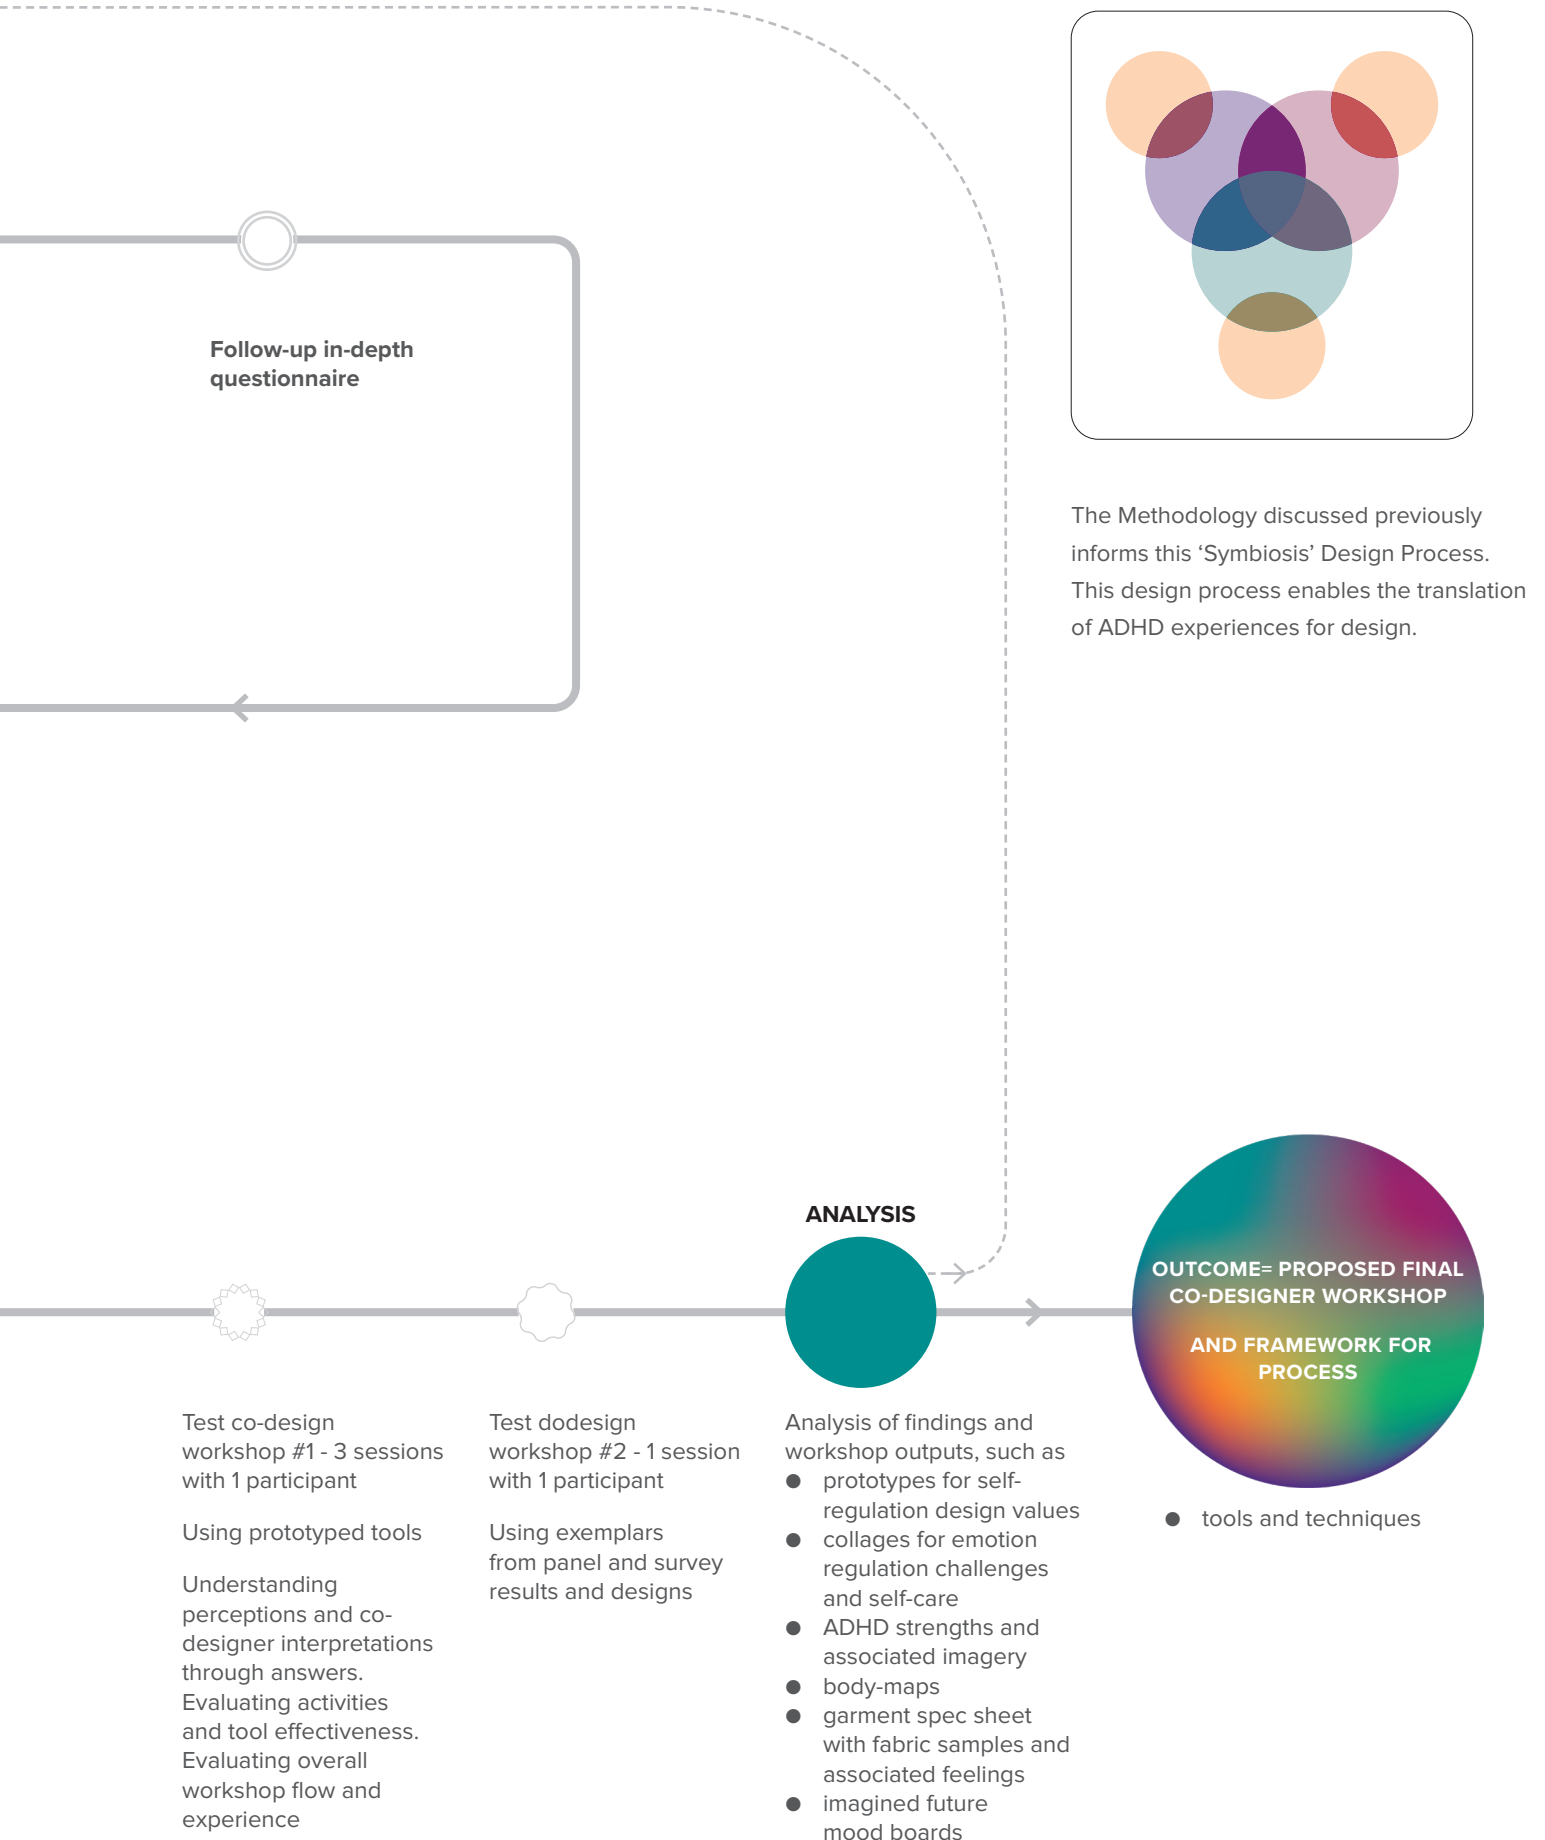 Follow-up in-depth
questionnaire
The Methodology discussed previously
informs this ‘Symbiosis’ Design Process.
This design process enables the translation
of ADHD experiences for design.
ANALYSIS
OUTCOME= PROPOSED FINAL
CO-DESIGNER WORKSHOP
AND FRAMEWORK FOR
PROCESS
Test co-design
workshop #1 - 3 sessions
with 1 participant
Using prototyped tools
Understanding
perceptions and co-
designer interpretations
through answers.
Evaluating activities
and tool effectiveness.
Evaluating overall
workshop flow and
experience
Test dodesign
workshop #2 - 1 session
with 1 participant
Using exemplars
from panel and survey
results and designs
Analysis of findings and
workshop outputs, such as
● prototypes for self-
regulation design values
● collages for emotion
regulation challenges
and self-care
● ADHD strengths and
associated imagery
● body-maps
● garment spec sheet
with fabric samples and
associated feelings
● imagined future
mood boards
● tools and techniques